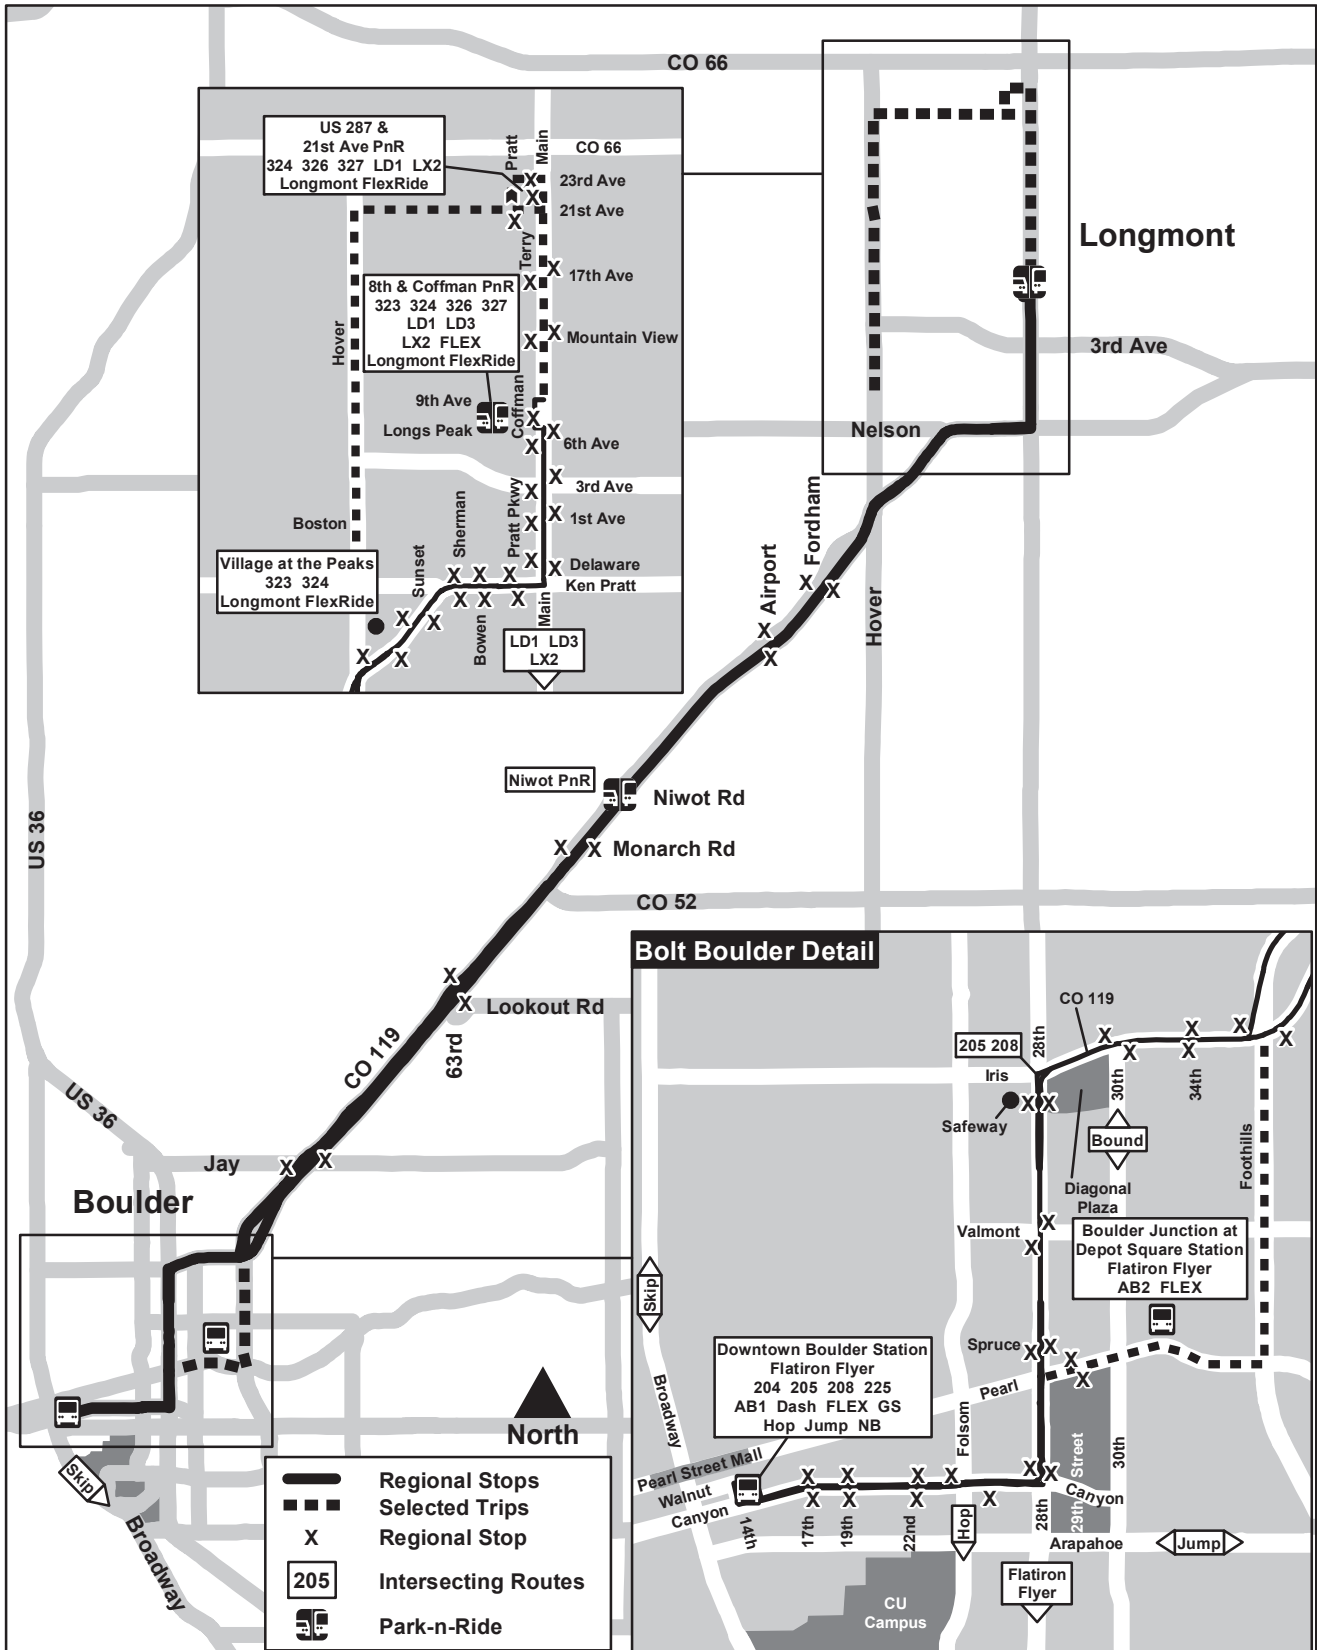 CO 66
US 287 &
21st Ave PnR
324 326 327 LD1 LX2
Longmont FlexRide
Pratt
Main
CO 66
23rd Ave
21st Ave
Terry
17th Ave
8th & Coffman PnR
323 324 326 327
LD1 LD3
LX2 FLEX
Longmont FlexRide
Hover
Mountain View
9th Ave
Coffman
Longs Peak
6th Ave
3rd Ave
Pratt Pkwy
Sherman
1st Ave
Boston
Sunset
Village at the Peaks
323 324
Longmont FlexRide
Delaware
Ken Pratt
Main
Bowen
LD1 LD3
LX2
Longmont
3rd Ave
Nelson
Fordham
Airport
Hover
Niwot PnR
Niwot Rd
Monarch Rd
US 36
CO 52
Lookout Rd
63rd
CO 119
US 36
Jay
Boulder
Skip
Broadway
North
Regional Stops
Selected Trips
X Regional Stop
205 Intersecting Routes
Park-n-Ride
Bolt Boulder Detail
CO 119
28th
205 208
Iris
30th
34th
Safeway
Bound
Foothills
Diagonal
Plaza
Valmont
Boulder Junction at
Depot Square Station
Flatiron Flyer
AB2 FLEX
Skip
Spruce
Downtown Boulder Station
Flatiron Flyer
204 205 208 225
AB1 Dash FLEX GS
Hop Jump NB
Broadway
Pearl
Folsom
29th Street
30th
Pearl Street Mall
Walnut
Canyon
Canyon
14th
17th
19th
22nd
Hop
28th
Arapahoe
Jump
Flatiron
Flyer
CU
Campus